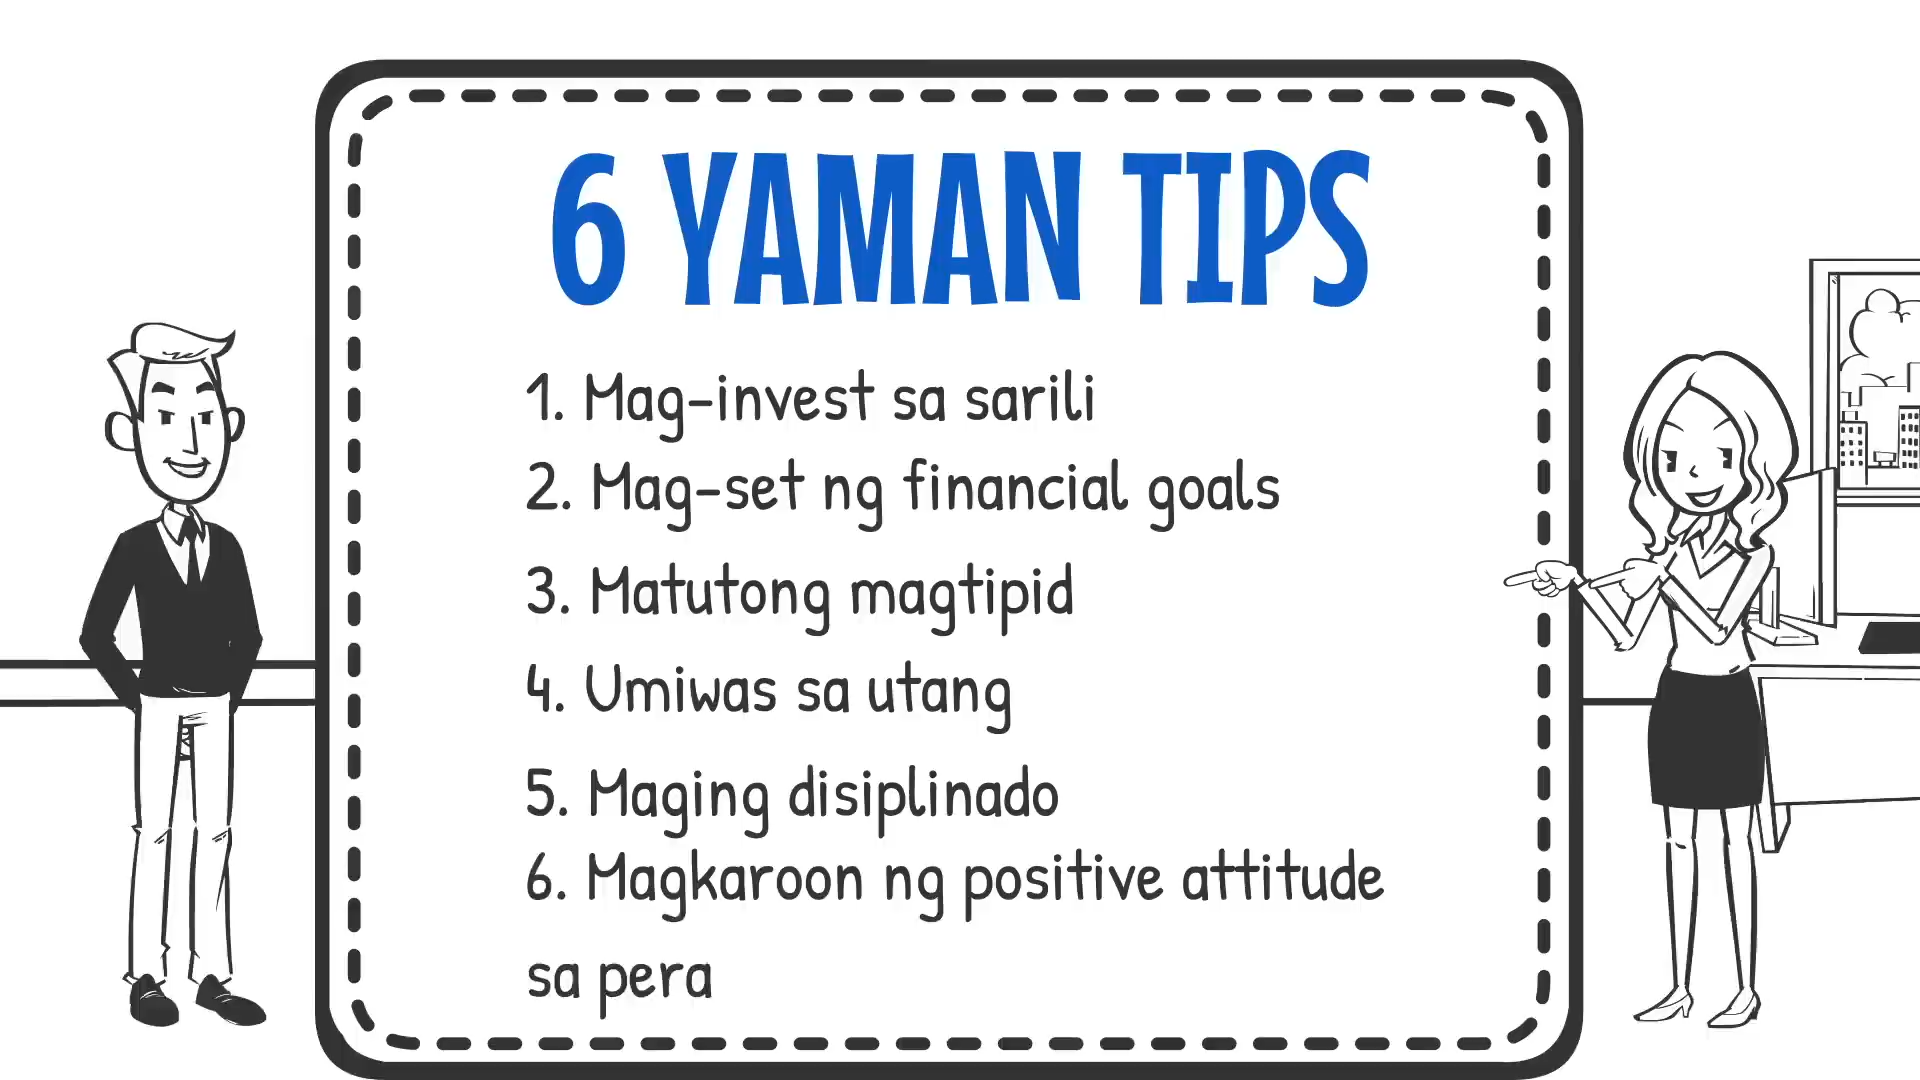 6 YAMAN TIPS
1. Mag-invest sa sarili
2. Mag-set ng financial goals
3. Matutong magtipid
4. Umiwas sa utang
5. Maging disiplinado
6. Magkaroon ng positive attitude
sa pera